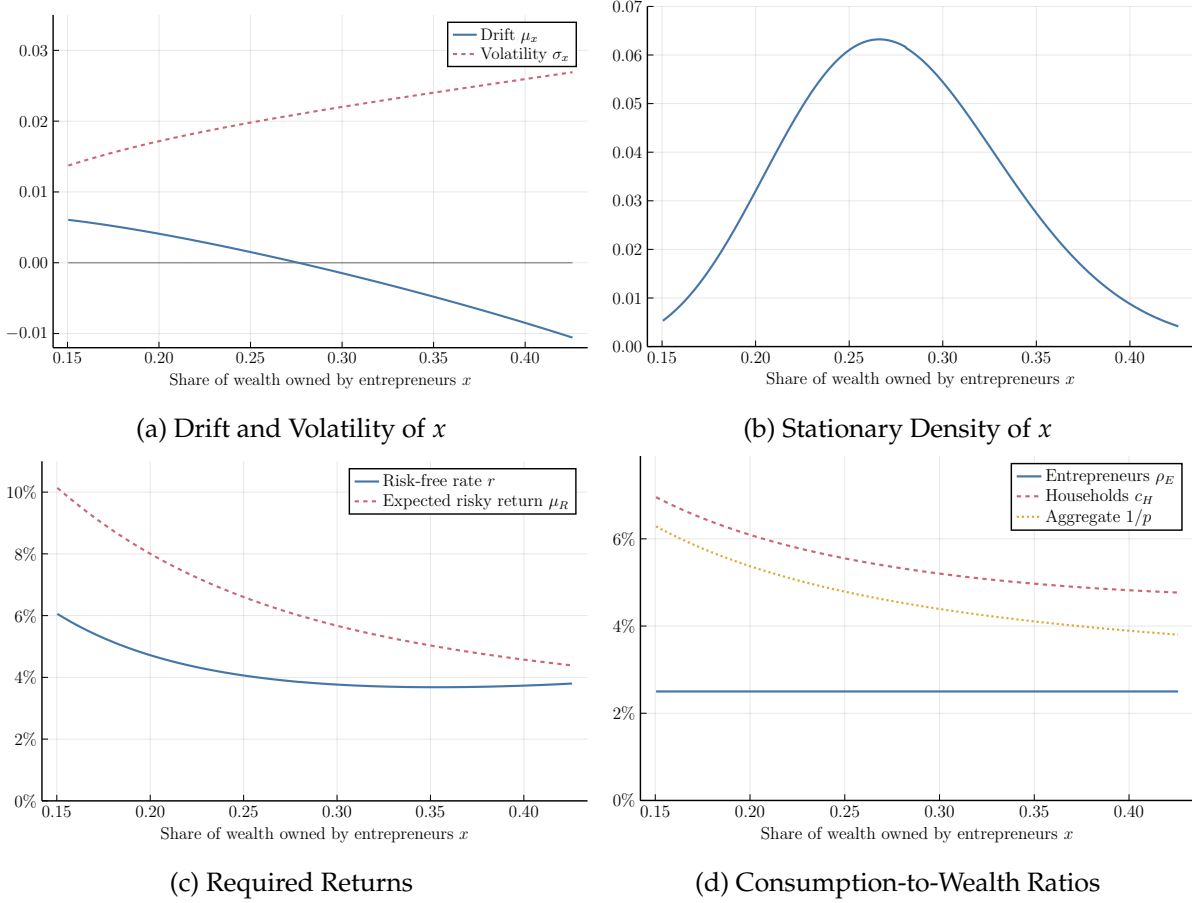 0.03
0.02
0.01
0.00
−0.01
Drift μx
Volatility σx
0.15 0.20 0.25 0.30 0.35 0.40
Share of wealth owned by entrepreneurs x
(a) Drift and Volatility of x
0.07
0.06
0.05
0.04
0.03
0.02
0.01
0.00
0.15 0.20 0.25 0.30 0.35 0.40
Share of wealth owned by entrepreneurs x
(b) Stationary Density of x
10%
8%
6%
4%
2%
0%
Risk-free rate r
Expected risky return μR
0.15 0.20 0.25 0.30 0.35 0.40
Share of wealth owned by entrepreneurs x
(c) Required Returns
6%
4%
2%
0%
Entrepreneurs ρE
Households cH
Aggregate 1/p
0.15 0.20 0.25 0.30 0.35 0.40
Share of wealth owned by entrepreneurs x
(d) Consumption-to-Wealth Ratios